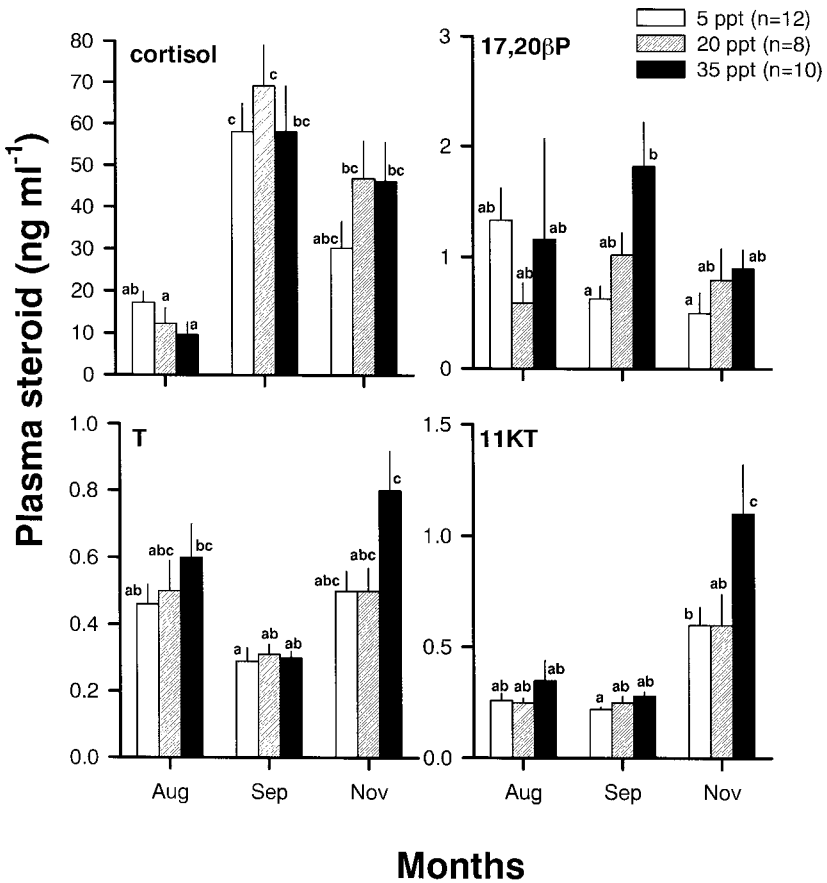 5 ppt (n=12)
20 ppt (n=8)
35 ppt (n=10)
Plasma steroid (ng ml⁻¹)
cortisol
80
70
60
50
40
30
20
10
0
ab
a
a
c
c
bc
abc
bc
bc
17,20βP
3
2
1
0
ab
ab
ab
a
ab
b
a
ab
ab
T
1.0
0.8
0.6
0.4
0.2
0.0
ab
abc
bc
a
ab
ab
abc
abc
c
Aug
Sep
Nov
11KT
1.5
1.0
0.5
0.0
ab
ab
ab
a
ab
ab
b
ab
c
Aug
Sep
Nov
Months